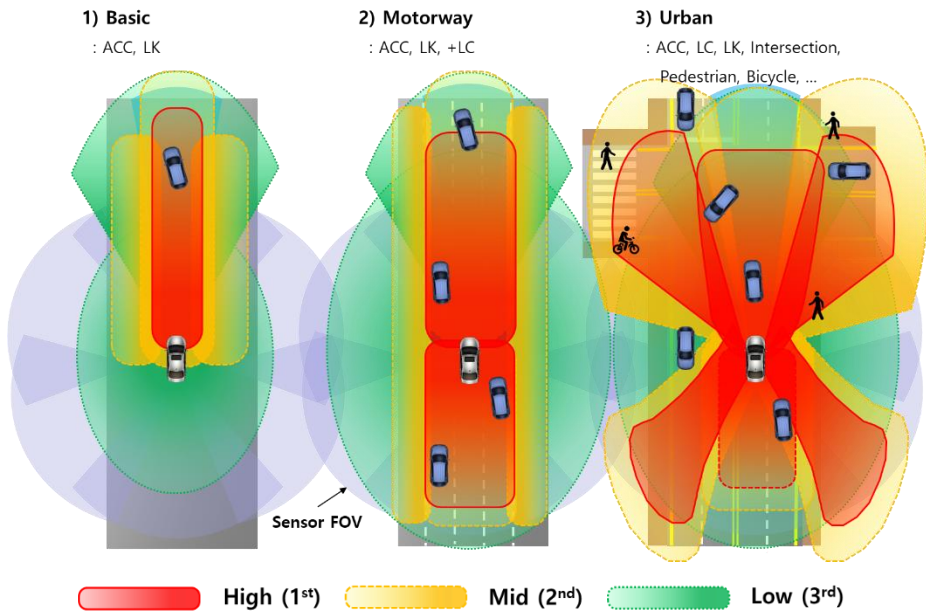 1) Basic
: ACC, LK
2) Motorway
: ACC, LK, +LC
3) Urban
: ACC, LC, LK, Intersection,
Pedestrian, Bicycle, ...
Sensor FOV
High (1st)
Mid (2nd)
Low (3rd)